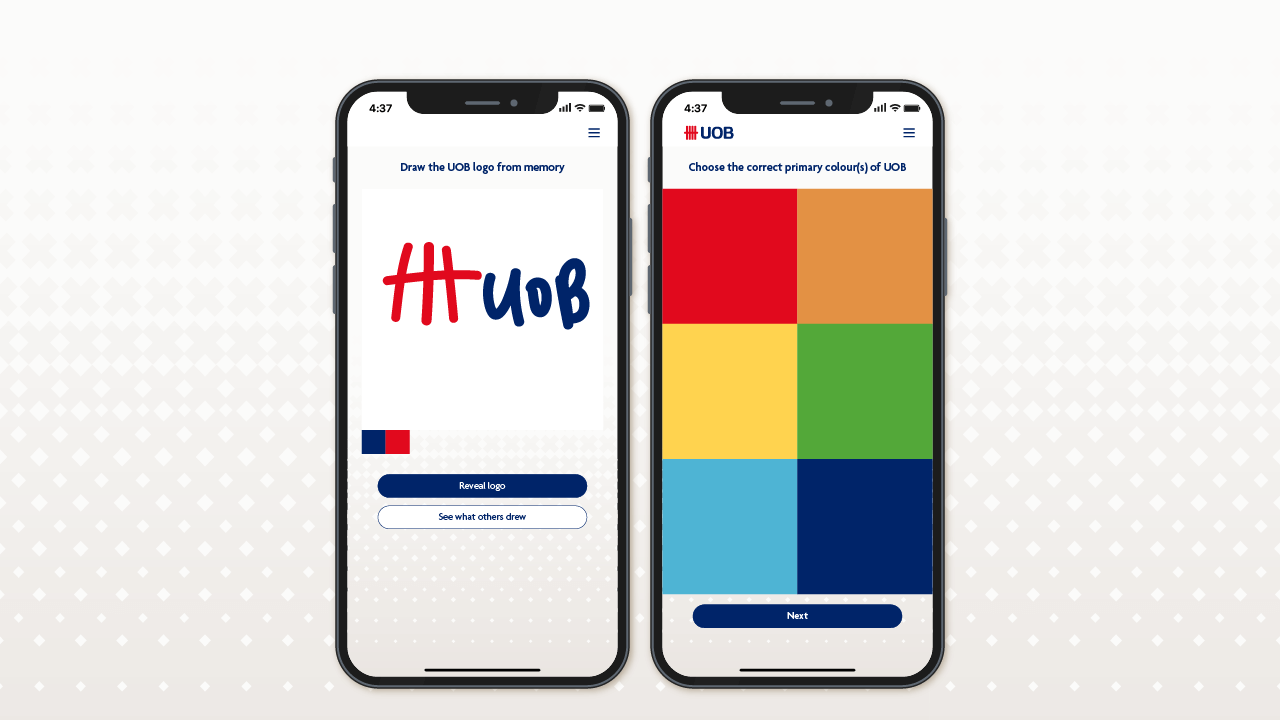 4:37
Draw the UOB logo from memory
UOB
Reveal logo
See what others drew
4:37
UOB
Choose the correct primary colour(s) of UOB
Next